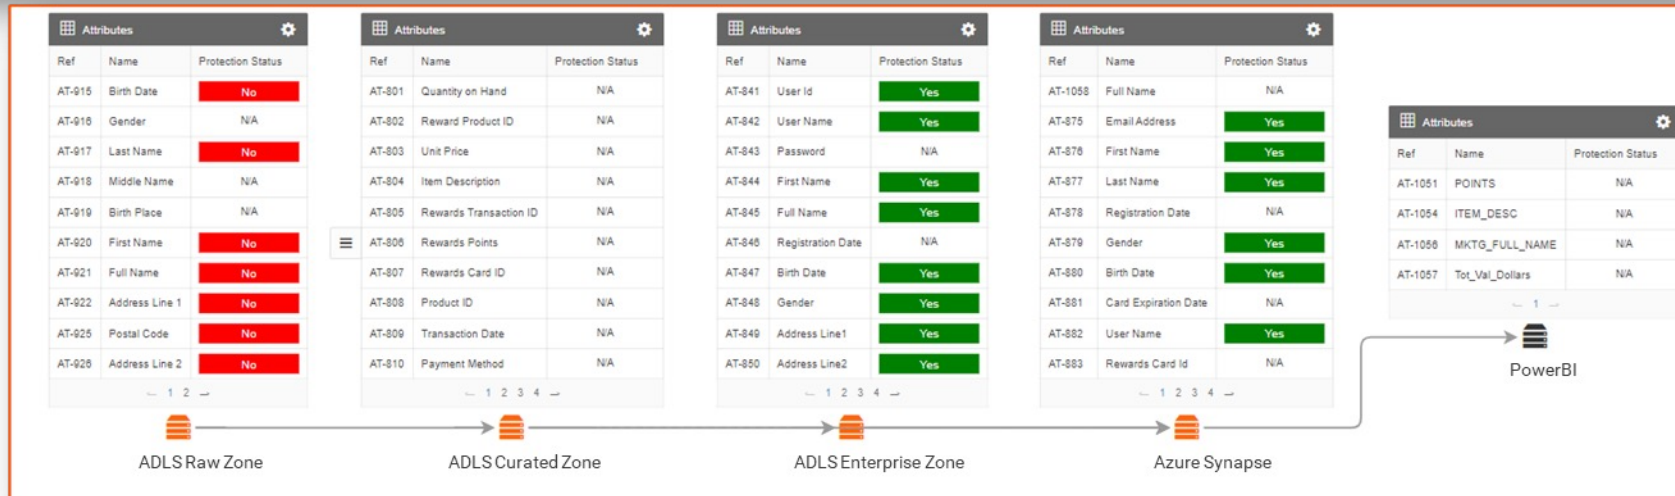 Attributes
Ref Name Protection Status
AT-915 Birth Date No
AT-916 Gender N/A
AT-917 Last Name No
AT-918 Middle Name N/A
AT-919 Birth Place N/A
AT-920 First Name No
AT-921 Full Name No
AT-922 Address Line 1 No
AT-925 Postal Code No
AT-926 Address Line 2 No
1 2
ADLS Raw Zone
Attributes
Ref Name Protection Status
AT-801 Quantity on Hand N/A
AT-802 Reward Product ID N/A
AT-803 Unit Price N/A
AT-804 Item Description N/A
AT-805 Rewards Transaction ID N/A
AT-806 Rewards Points N/A
AT-807 Rewards Card ID N/A
AT-808 Product ID N/A
AT-809 Transaction Date N/A
AT-810 Payment Method N/A
1 2 3 4
ADLS Curated Zone
Attributes
Ref Name Protection Status
AT-841 User Id Yes
AT-842 User Name Yes
AT-843 Password N/A
AT-844 First Name Yes
AT-845 Full Name Yes
AT-846 Registration Date N/A
AT-847 Birth Date Yes
AT-848 Gender Yes
AT-849 Address Line1 Yes
AT-850 Address Line2 Yes
1 2 3 4
ADLS Enterprise Zone
Attributes
Ref Name Protection Status
AT-1058 Full Name N/A
AT-875 Email Address Yes
AT-876 First Name Yes
AT-877 Last Name Yes
AT-878 Registration Date N/A
AT-879 Gender Yes
AT-880 Birth Date Yes
AT-881 Card Expiration Date N/A
AT-882 User Name Yes
AT-883 Rewards Card Id N/A
1 2 3 4
Azure Synapse
Attributes
Ref Name Protection Status
AT-1051 POINTS N/A
AT-1054 ITEM_DESC N/A
AT-1056 MKTG_FULL_NAME N/A
AT-1057 Tot_Val_Dollars N/A
1
PowerBI